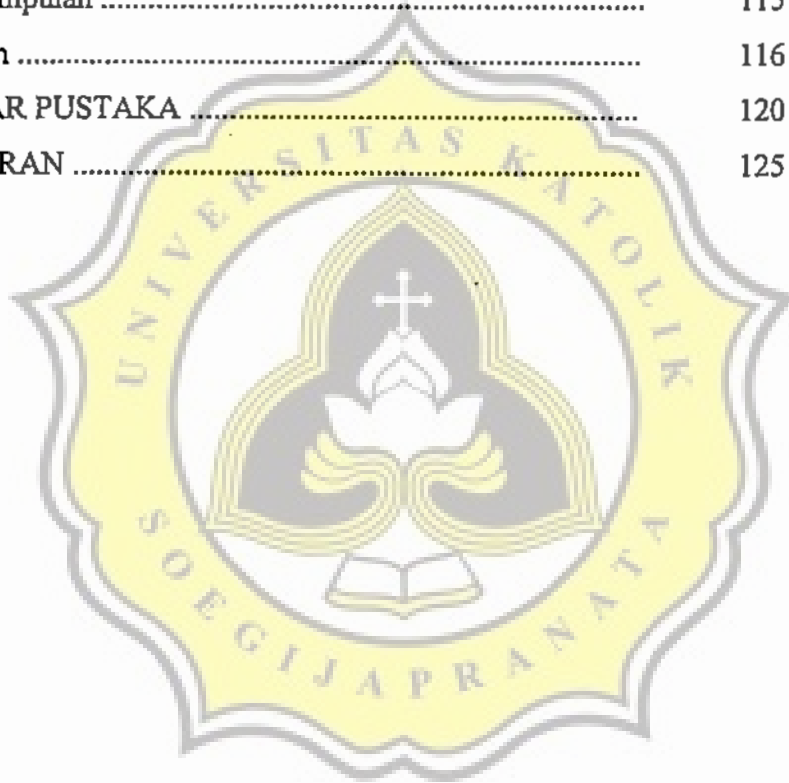 mpulan ........................................................................ 115
n ........................................................................ 116
AR PUSTAKA ........................................................................ 120
RAN ........................................................................ 125
UNIVERSITAS KATOLIK
SOEGIJAPRANATA